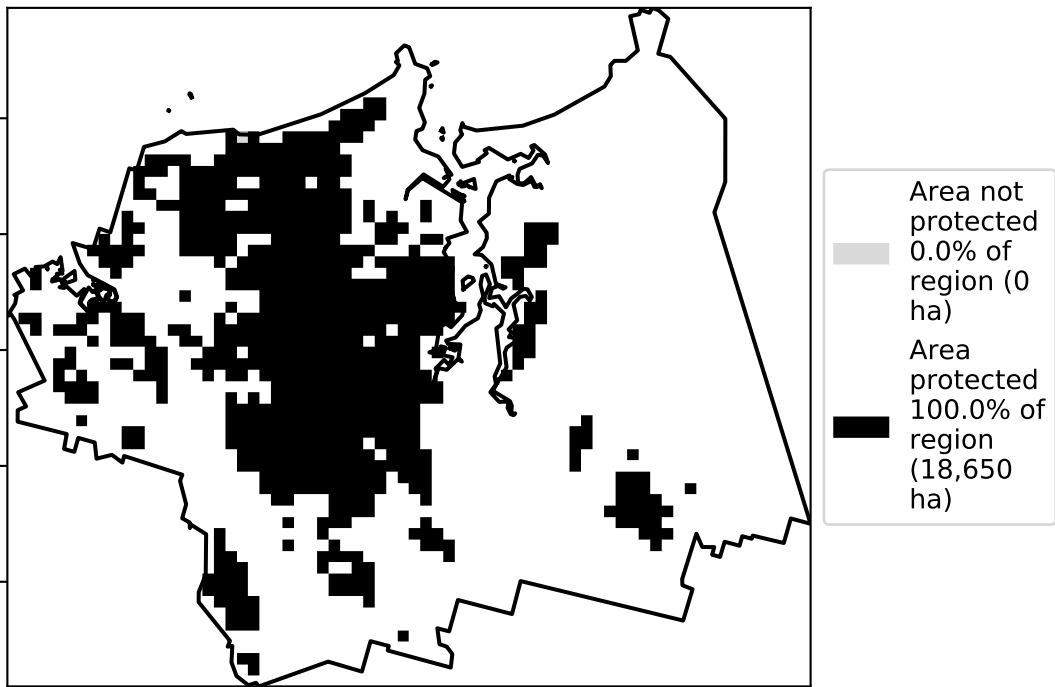 Area not
protected
0.0% of
region (0
ha)
Area
protected
100.0% of
region
(18,650
ha)